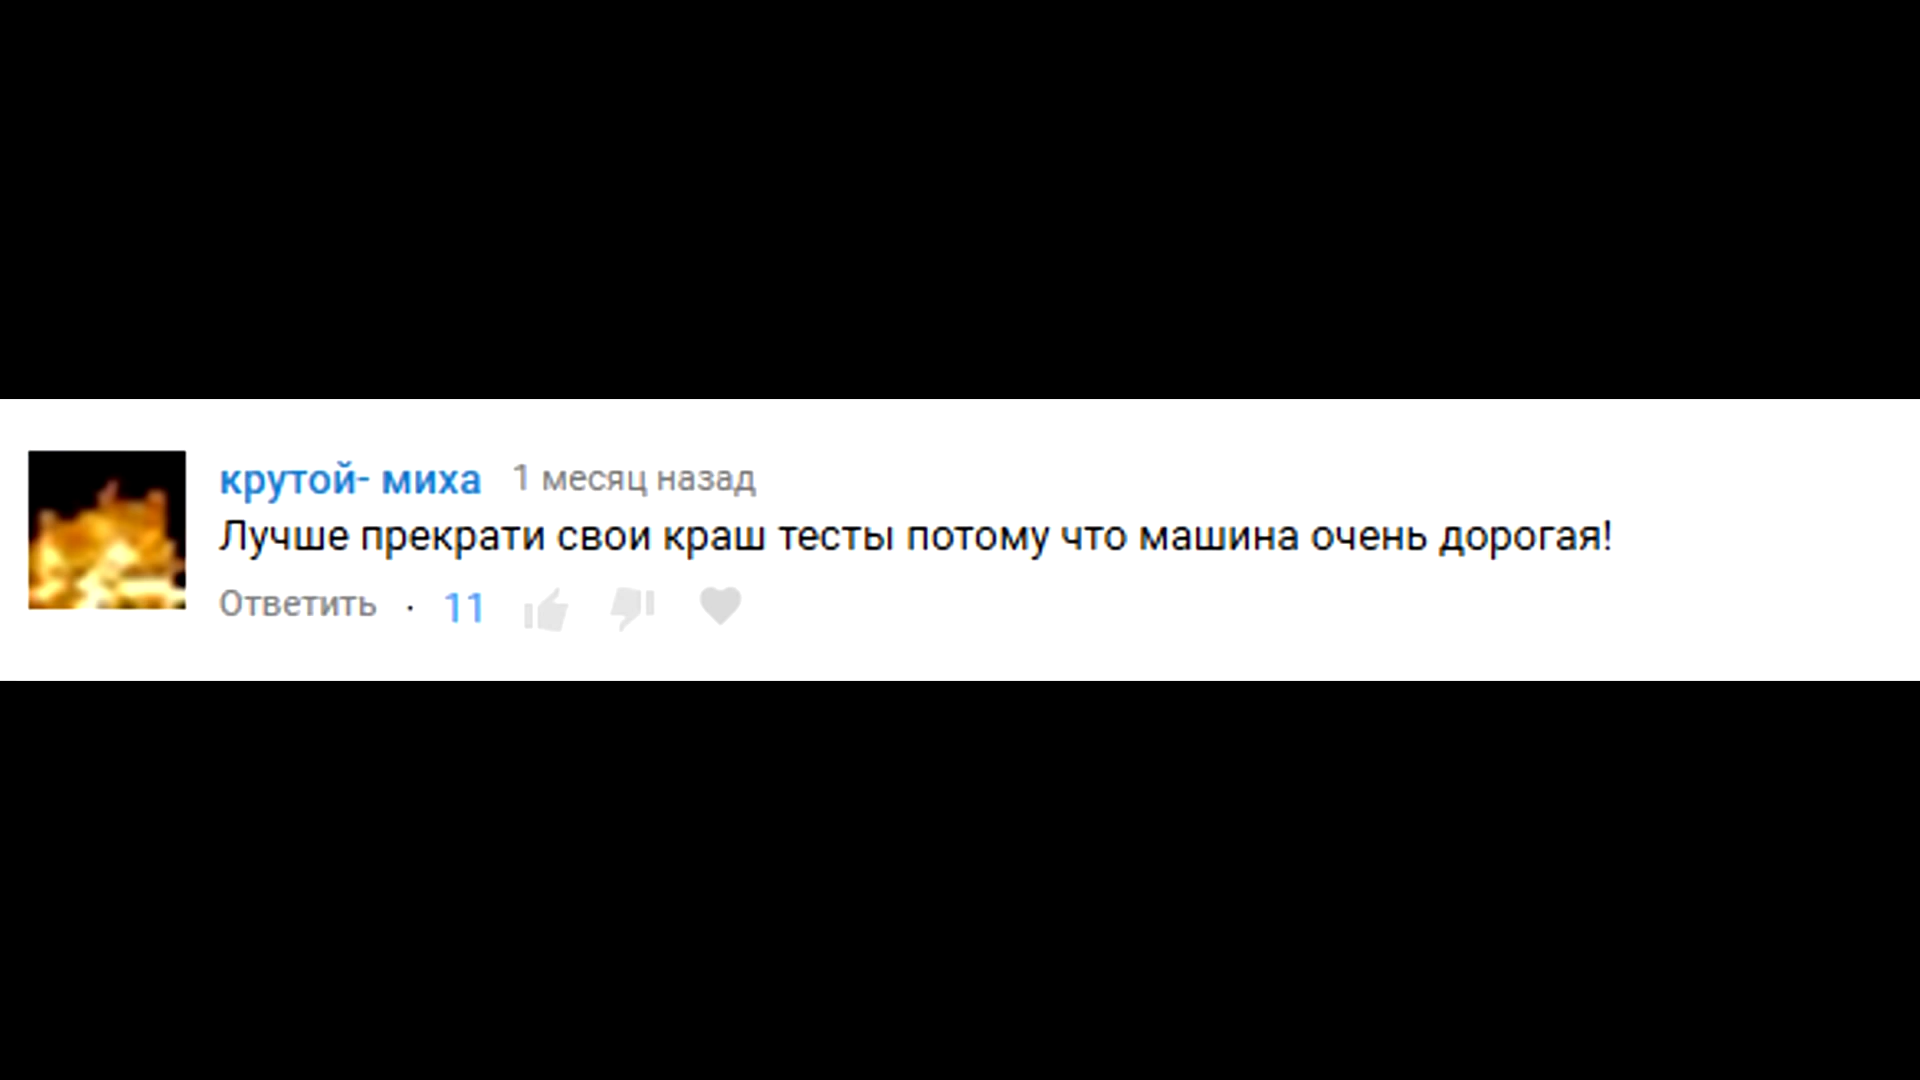 крутой- миха 1 месяц назад
Лучше прекрати свои краш тесты потому что машина очень дорогая!
Ответить · 11